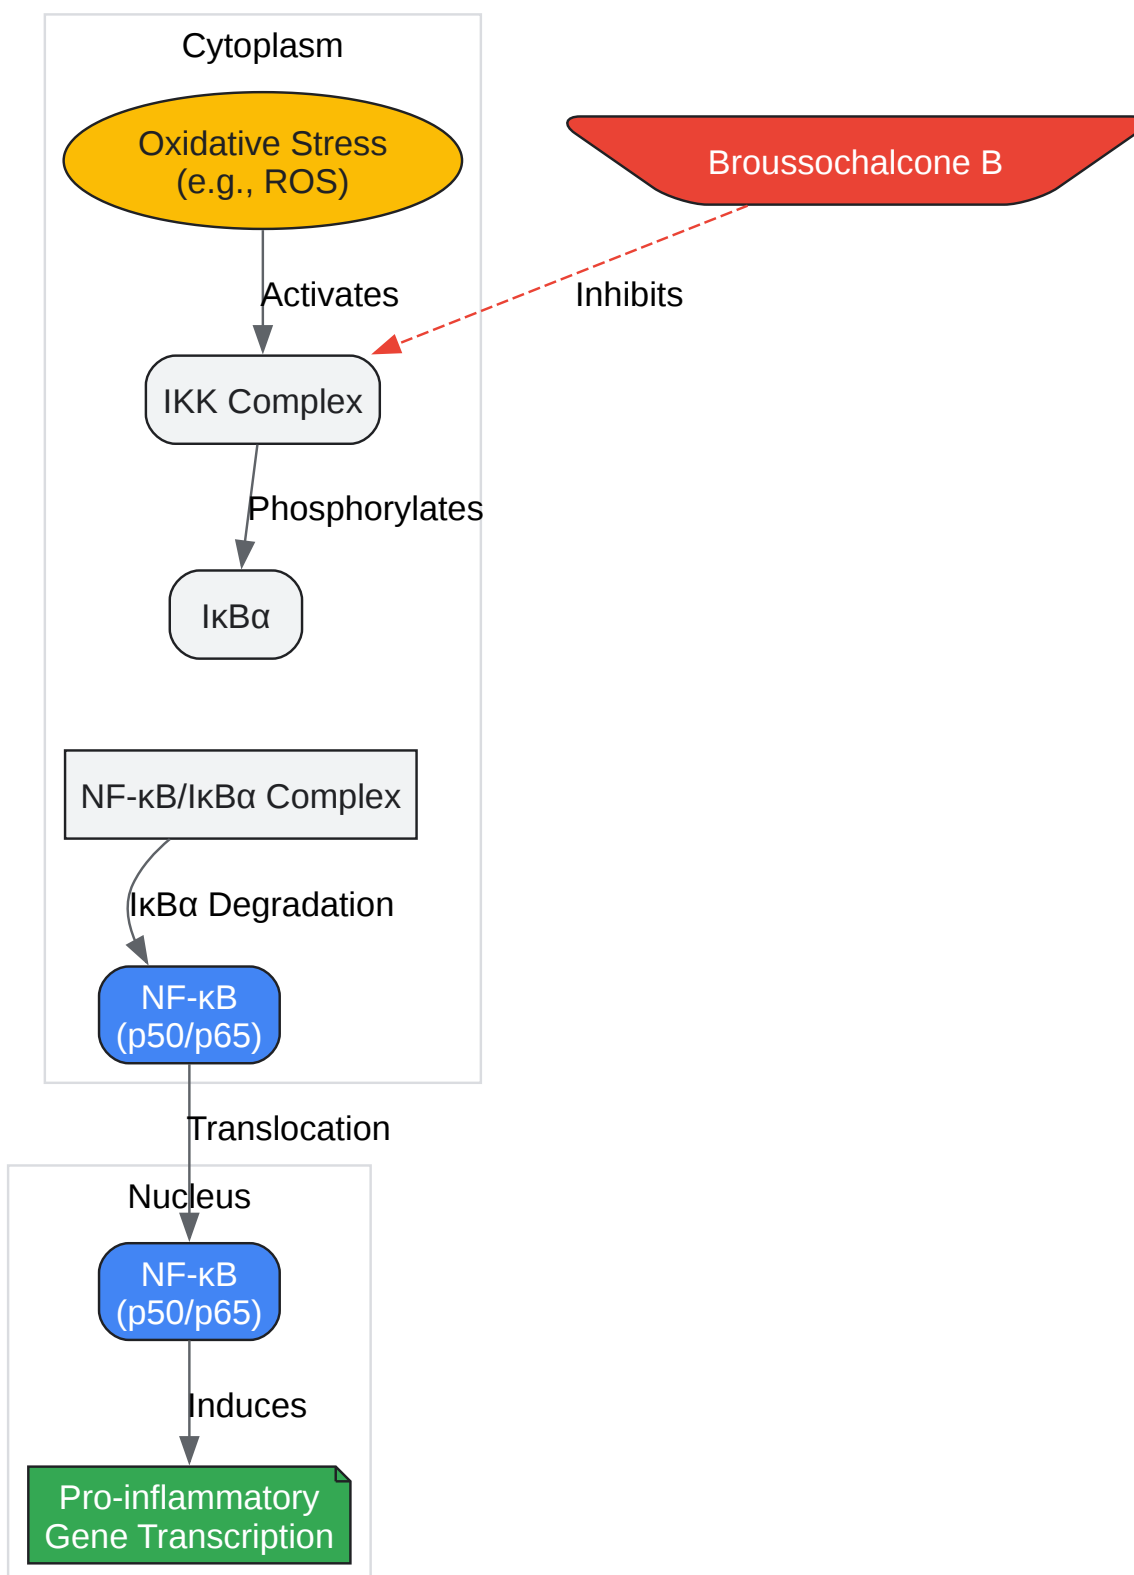 Cytoplasm
Oxidative Stress
(e.g., ROS)
Broussochalcone B
Activates
Inhibits
IKK Complex
Phosphorylates
IκBα
NF-κB/IκBα Complex
IκBα Degradation
NF-κB
(p50/p65)
Translocation
Nucleus
NF-κB
(p50/p65)
Induces
Pro-inflammatory
Gene Transcription